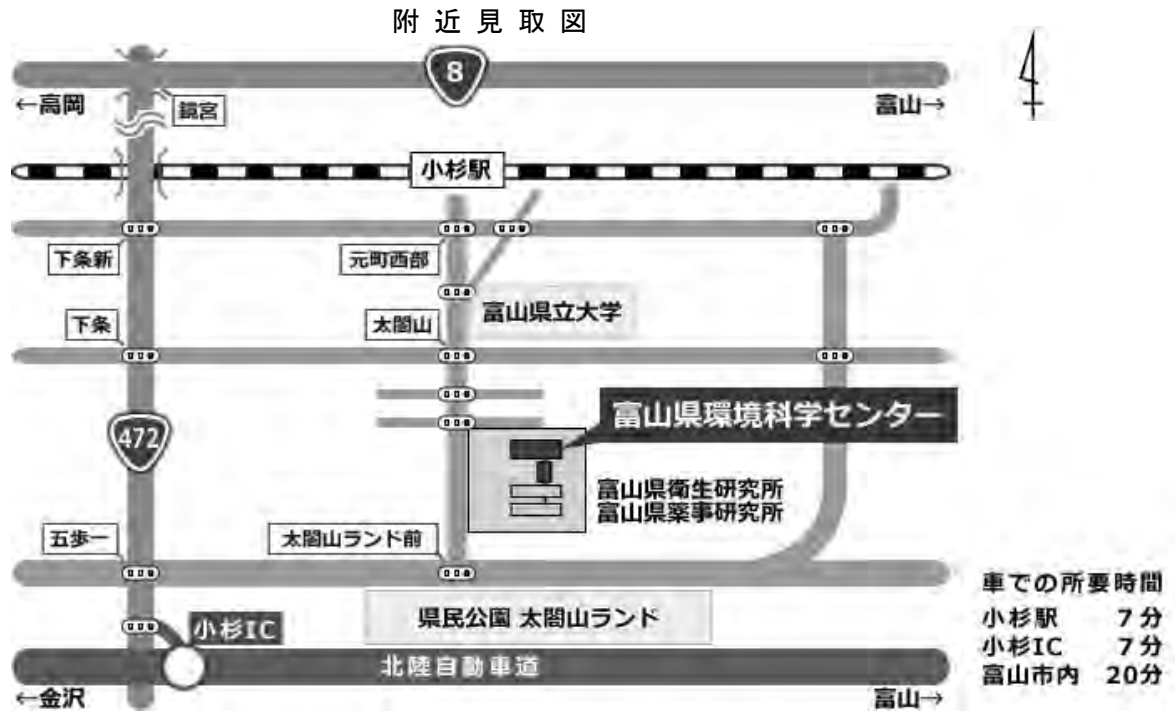 附近見取図
8
←高岡
鏡宮
富山→
小杉駅
下条新
元町西部
富山県立大学
下条
太閤山
富山県環境科学センター
472
富山県衛生研究所
富山県薬事研究所
五歩一
太閤山ランド前
車での所要時間
小杉駅 7分
小杉IC 7分
富山市内 20分
県民公園 太閤山ランド
小杉IC
北陸自動車道
←金沢
富山→